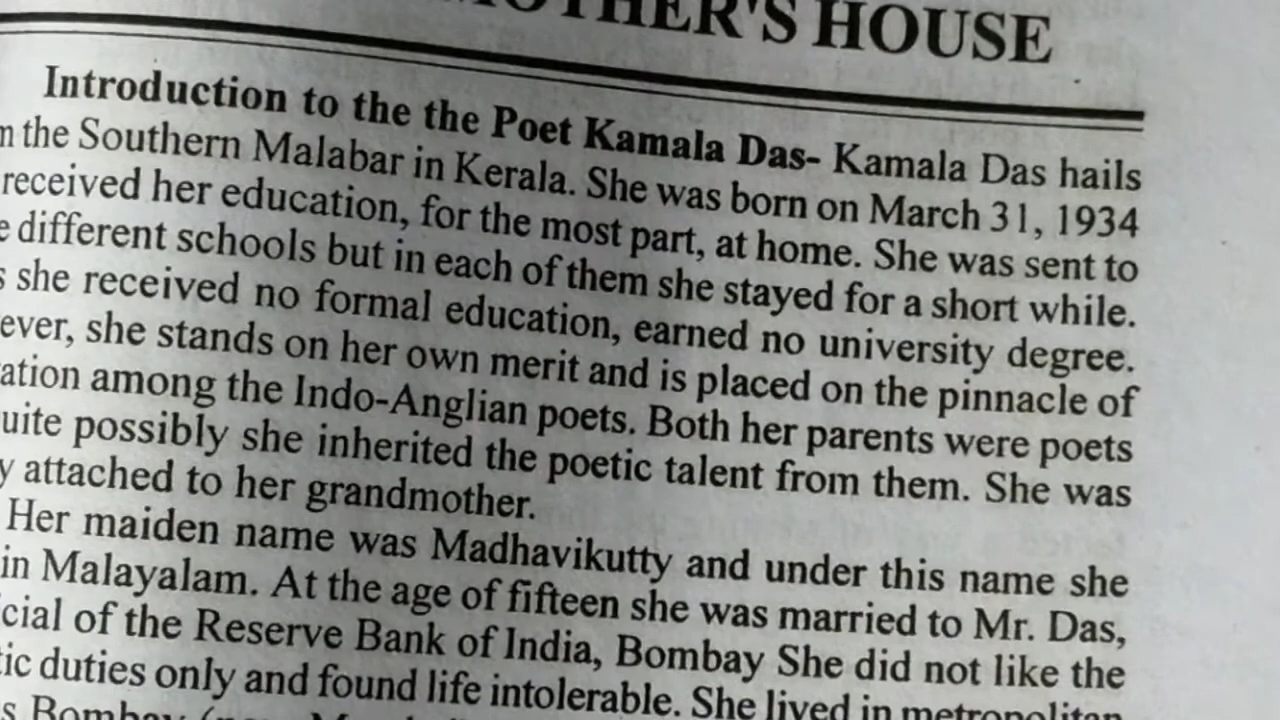 MOTHER'S HOUSE
Introduction to the the Poet Kamala Das- Kamala Das hails
the Southern Malabar in Kerala. She was born on March 31, 1934
received her education, for the most part, at home. She was sent to
different schools but in each of them she stayed for a short while.
she received no formal education, earned no university degree.
ever, she stands on her own merit and is placed on the pinnacle of
ation among the Indo-Anglian poets. Both her parents were poets
uite possibly she inherited the poetic talent from them. She was
y attached to her grandmother.
Her maiden name was Madhavikutty and under this name she
in Malayalam. At the age of fifteen she was married to Mr. Das,
cial of the Reserve Bank of India, Bombay She did not like the
tic duties only and found life intolerable. She lived in metropolitan
Bombay